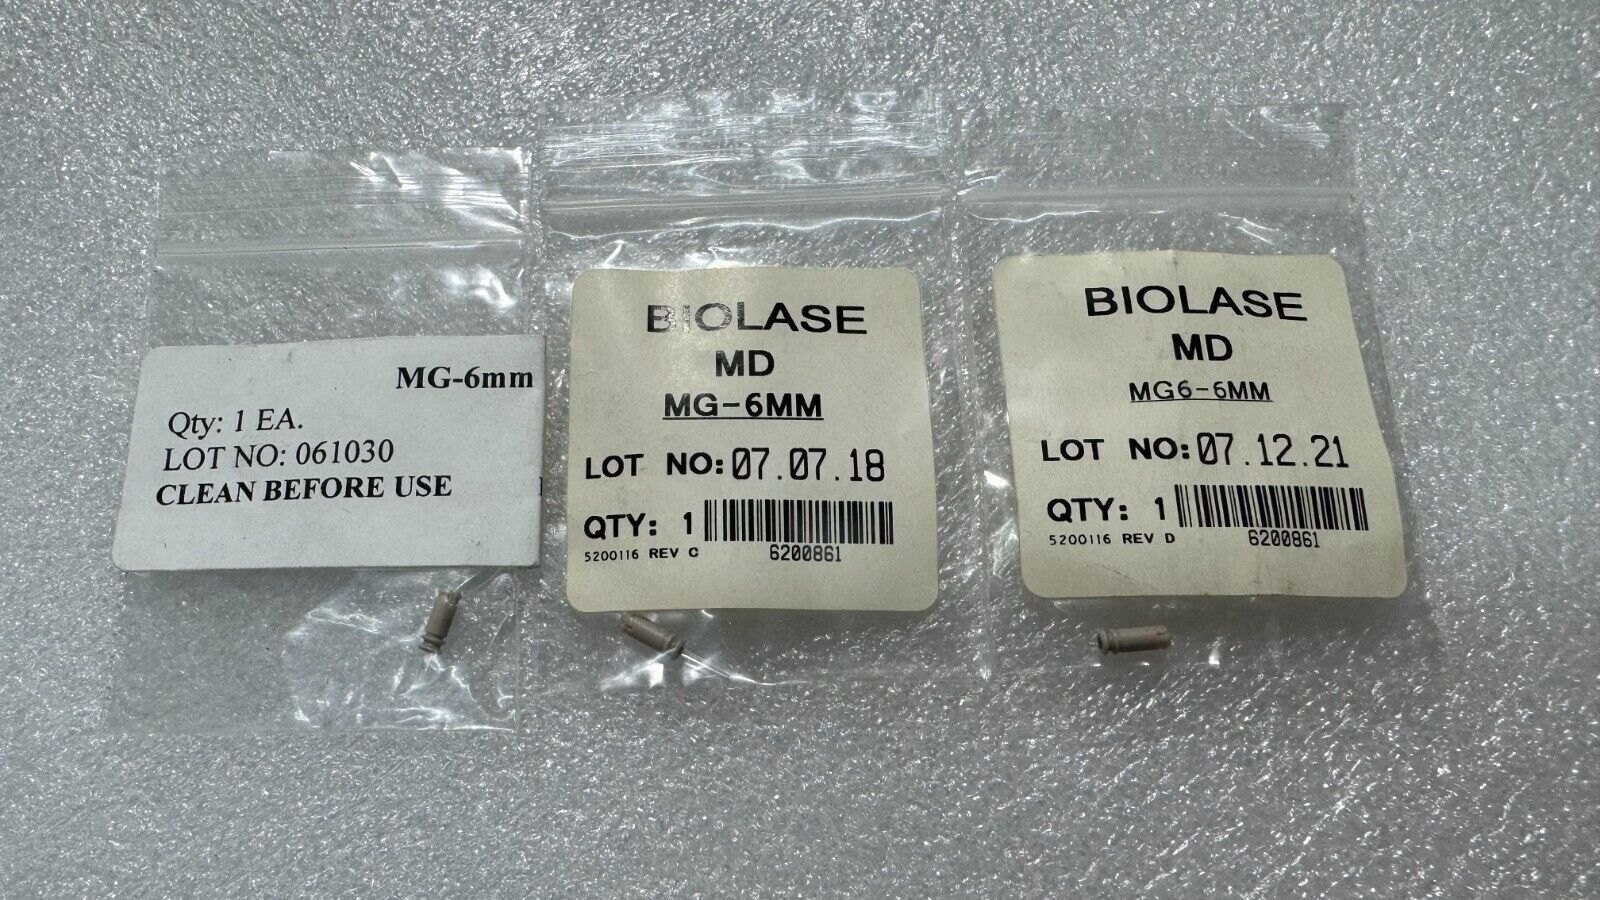 MG-6mm
Qty: 1 EA.
LOT NO: 061030
CLEAN BEFORE USE
BIOLASE
MD
MG-6MM
LOT NO: 07.07.18
QTY: 1
5200116 REV C
6200861
BIOLASE
MD
MG6-6MM
LOT NO: 07.12.21
QTY: 1
5200116 REV D
6200861